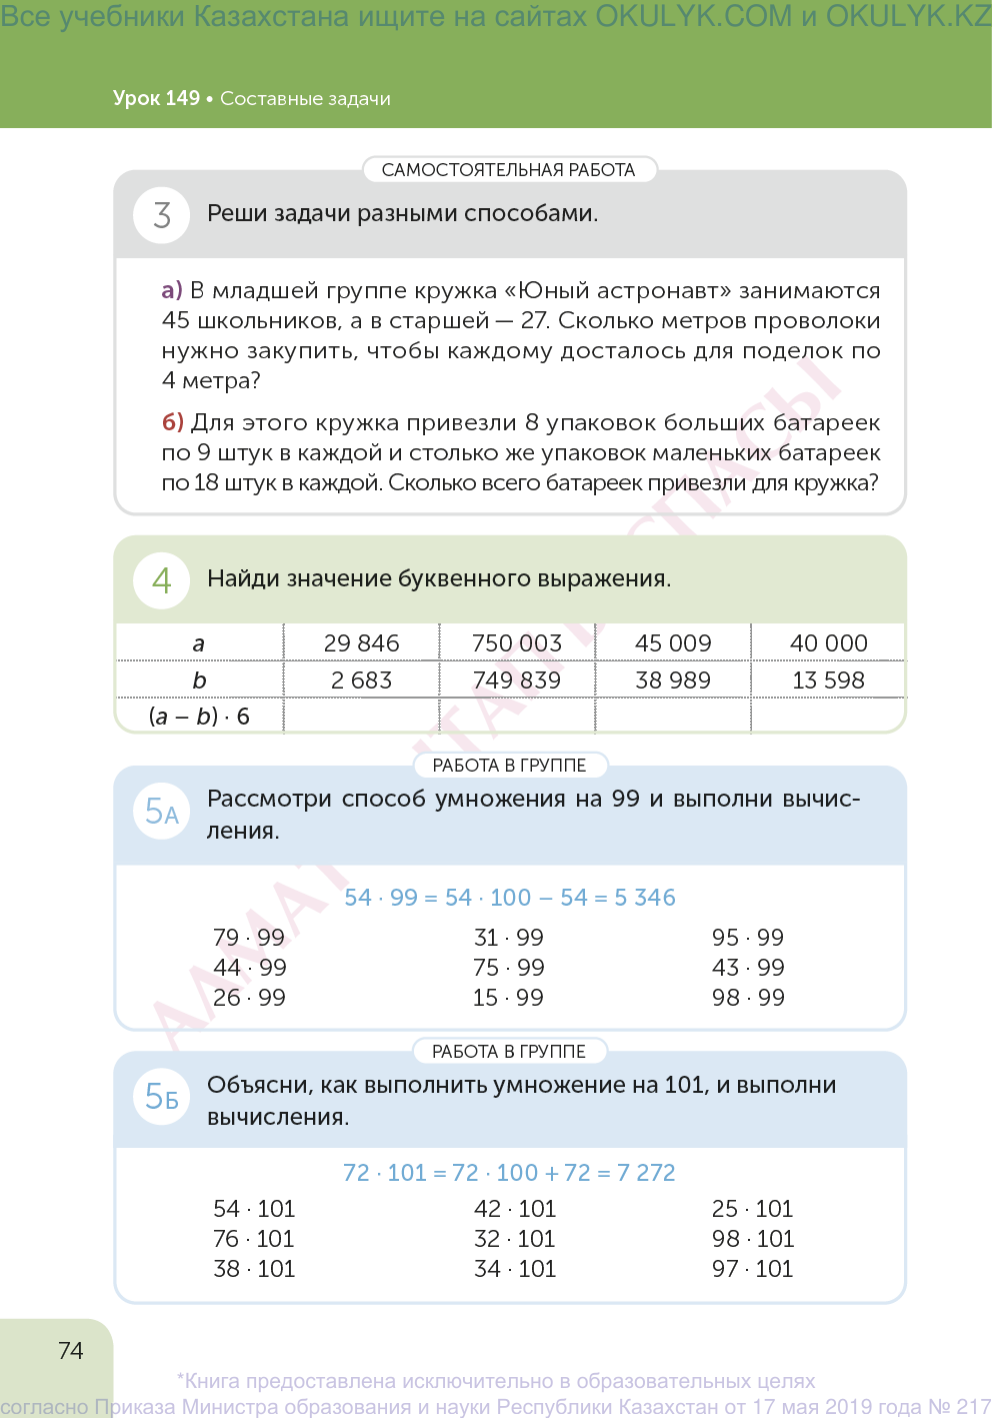 Все учебники Казахстана ищите на сайтах OKULYK.COM и OKULYK.KZ
Урок 149 • Составные задачи
САМОСТОЯТЕЛЬНАЯ РАБОТА
3 Реши задачи разными способами.
а) В младшей группе кружка «Юный астронавт» занимаются
45 школьников, а в старшей — 27. Сколько метров проволоки
нужно закупить, чтобы каждому досталось для поделок по
4 метра?
б) Для этого кружка привезли 8 упаковок больших батареек
по 9 штук в каждой и столько же упаковок маленьких батареек
по 18 штук в каждой. Сколько всего батареек привезли для кружка?
4 Найди значение буквенного выражения.
a 29 846 750 003 45 009 40 000
b 2 683 749 839 38 989 13 598
(a – b) · 6
РАБОТА В ГРУППЕ
5А Рассмотри способ умножения на 99 и выполни вычис-
ления.
54 · 99 = 54 · 100 – 54 = 5 346
79 · 99 31 · 99 95 · 99
44 · 99 75 · 99 43 · 99
26 · 99 15 · 99 98 · 99
РАБОТА В ГРУППЕ
5Б Объясни, как выполнить умножение на 101, и выполни
вычисления.
72 · 101 = 72 · 100 + 72 = 7 272
54 · 101 42 · 101 25 · 101
76 · 101 32 · 101 98 · 101
38 · 101 34 · 101 97 · 101
74
*Книга предоставлена исключительно в образовательных целях
согласно Приказа Министра образования и науки Республики Казахстан от 17 мая 2019 года № 217